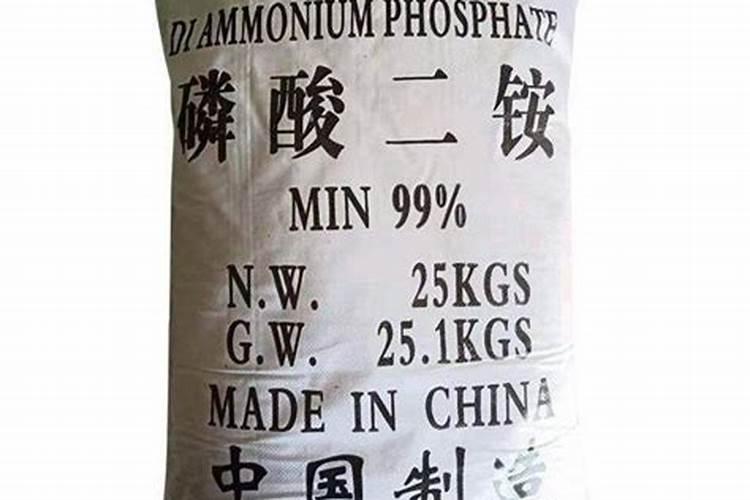 DI AMMONIUM PHOSPHATE
磷酸二铵
MIN 99%
N.W. 25KGS
G.W. 25.1KGS
MADE IN CHINA
中国制造